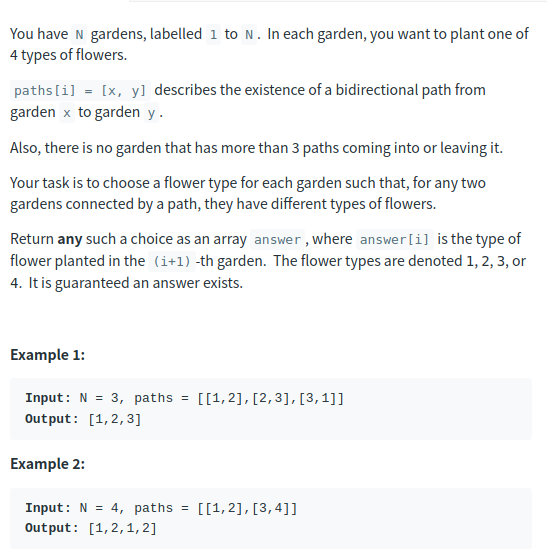 You have N gardens, labelled 1 to N. In each garden, you want to plant one of
4 types of flowers.
paths[i] = [x, y] describes the existence of a bidirectional path from
garden x to garden y.
Also, there is no garden that has more than 3 paths coming into or leaving it.
Your task is to choose a flower type for each garden such that, for any two
gardens connected by a path, they have different types of flowers.
Return any such a choice as an array answer, where answer[i] is the type of
flower planted in the (i+1)-th garden. The flower types are denoted 1, 2, 3, or
4. It is guaranteed an answer exists.
Example 1:
Input: N = 3, paths = [[1,2],[2,3],[3,1]]
Output: [1,2,3]
Example 2:
Input: N = 4, paths = [[1,2],[3,4]]
Output: [1,2,1,2]